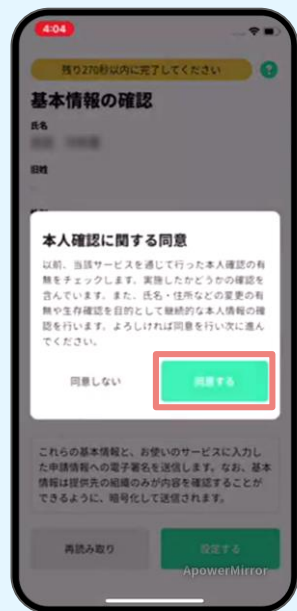 4:04
残り270秒以内に完了してください
?
基本情報の確認
氏名
旧姓
本人確認に関する同意
以前、当該サービスを通じて行った本人確認の有
無をチェックします。実施したかどうかの確認を
含んでいます。また、氏名・住所などの変更の有
無や生存確認を目的として継続的な本人情報の確
認を行います。よろしければ同意を行い次に進ん
でください。
同意しない
同意する
これらの基本情報と、お使いのサービスに入力し
た申請情報への電子署名を送信します。なお、基本
情報は提供先の組織のみが内容を確認することが
できるように、暗号化して送信されます。
再読み取り
設定する
ApowerMirror